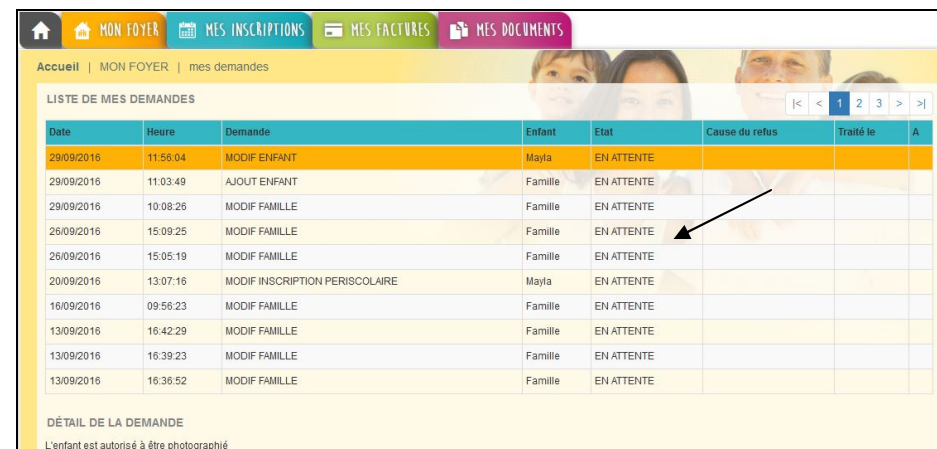 MON FOYER MES INSCRIPTIONS MES FACTURES MES DOCUMENTS
Accueil | MON FOYER | mes demandes
LISTE DE MES DEMANDES |< < 1 2 3 > >|
Date Heure Demande Enfant Etat Cause du refus Traité le A
29/09/2016 11:56:04 MODIF ENFANT Mayla EN ATTENTE
29/09/2016 11:03:49 AJOUT ENFANT Famille EN ATTENTE
29/09/2016 10:08:26 MODIF FAMILLE Famille EN ATTENTE
26/09/2016 15:09:25 MODIF FAMILLE Famille EN ATTENTE
26/09/2016 15:05:19 MODIF FAMILLE Famille EN ATTENTE
20/09/2016 13:07:16 MODIF INSCRIPTION PERISCOLAIRE Mayla EN ATTENTE
16/09/2016 09:56:23 MODIF FAMILLE Famille EN ATTENTE
13/09/2016 16:42:29 MODIF FAMILLE Famille EN ATTENTE
13/09/2016 16:39:23 MODIF FAMILLE Famille EN ATTENTE
13/09/2016 16:36:52 MODIF FAMILLE Famille EN ATTENTE
DÉTAIL DE LA DEMANDE
L'enfant est autorisé à être photographié